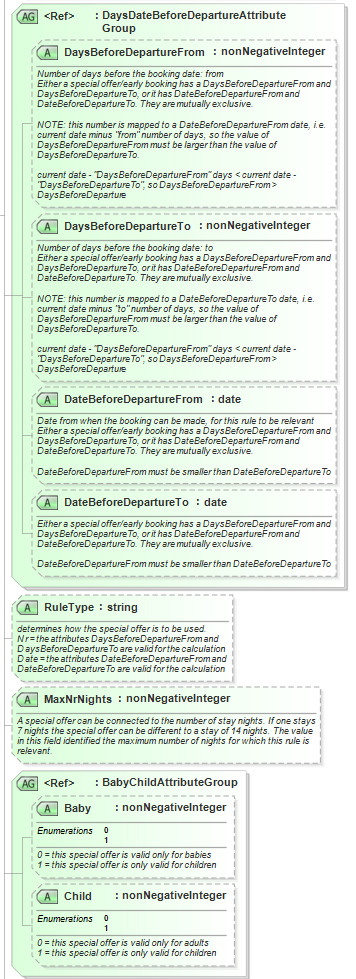 AG <Ref> : DaysDateBeforeDepartureAttribute
Group
A DaysBeforeDepartureFrom : nonNegativeInteger
Number of days before the booking date: from
Either a special offer/early booking has a DaysBeforeDepartureFrom and
DaysBeforeDepartureTo, or it has DateBeforeDepartureFrom and
DateBeforeDepartureTo. They are mutually exclusive.
NOTE: this number is mapped to a DateBeforeDepartureFrom date, i.e.
current date minus "from" number of days, so the value of
DaysBeforeDepartureFrom must be larger than the value of
DaysBeforeDepartureTo.
current date - "DaysBeforeDepartureFrom" days < current date -
"DaysBeforeDepartureTo", so DaysBeforeDepartureFrom >
DaysBeforeDeparture
A DaysBeforeDepartureTo : nonNegativeInteger
Number of days before the booking date: to
Either a special offer/early booking has a DaysBeforeDepartureFrom and
DaysBeforeDepartureTo, or it has DateBeforeDepartureFrom and
DateBeforeDepartureTo. They are mutually exclusive.
NOTE: this number is mapped to a DateBeforeDepartureTo date, i.e.
current date minus "to" number of days, so the value of
DaysBeforeDepartureFrom must be larger than the value of
DaysBeforeDepartureTo.
current date - "DaysBeforeDepartureFrom" days < current date -
"DaysBeforeDepartureTo", so DaysBeforeDepartureFrom >
DaysBeforeDeparture
A DateBeforeDepartureFrom : date
Date from when the booking can be made, for this rule to be relevant
Either a special offer/early booking has a DaysBeforeDepartureFrom and
DaysBeforeDepartureTo, or it has DateBeforeDepartureFrom and
DateBeforeDepartureTo. They are mutually exclusive.
DateBeforeDepartureFrom must be smaller than DateBeforeDepartureTo
A DateBeforeDepartureTo : date
Either a special offer/early booking has a DaysBeforeDepartureFrom and
DaysBeforeDepartureTo, or it has DateBeforeDepartureFrom and
DateBeforeDepartureTo. They are mutually exclusive.
DateBeforeDepartureFrom must be smaller than DateBeforeDepartureTo
A RuleType : string
determines how the special offer is to be used.
Nr = the attributes DaysBeforeDepartureFrom and
DaysBeforeDepartureTo are valid for the calculation
Date = the attributes DateBeforeDepartureFrom and
DateBeforeDepartureTo are valid for the calculation
A MaxNrNights : nonNegativeInteger
A special offer can be connected to the number of stay nights. If one stays
7 nights the special offer can be different to a stay of 14 nights. The value
in this field identified the maximum number of nights for which this rule is
relevant.
AG <Ref> : BabyChildAttributeGroup
A Baby : nonNegativeInteger
Enumerations 0
1
0 = this special offer is valid only for babies
1 = this special offer is only valid for children
A Child : nonNegativeInteger
Enumerations 0
1
0 = this special offer is valid only for adults
1 = this special offer is only valid for children